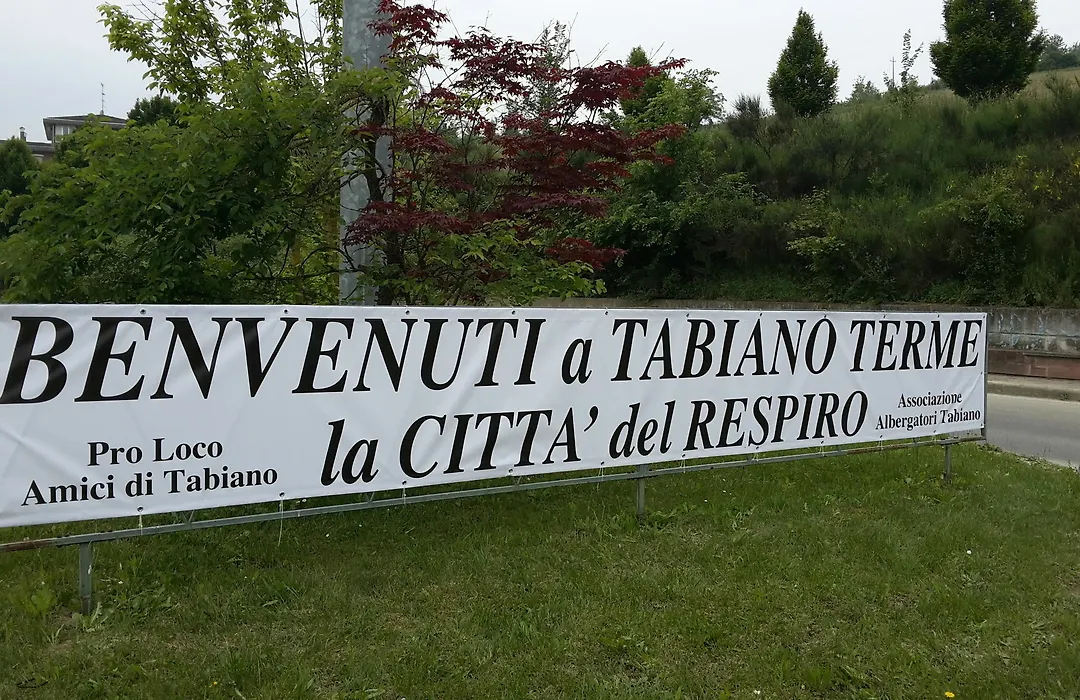 BENVENUTI a TABIANO TERME
la CITTA' del RESPIRO
Pro Loco
Amici di Tabiano
Associazione
Albergatori Tabiano